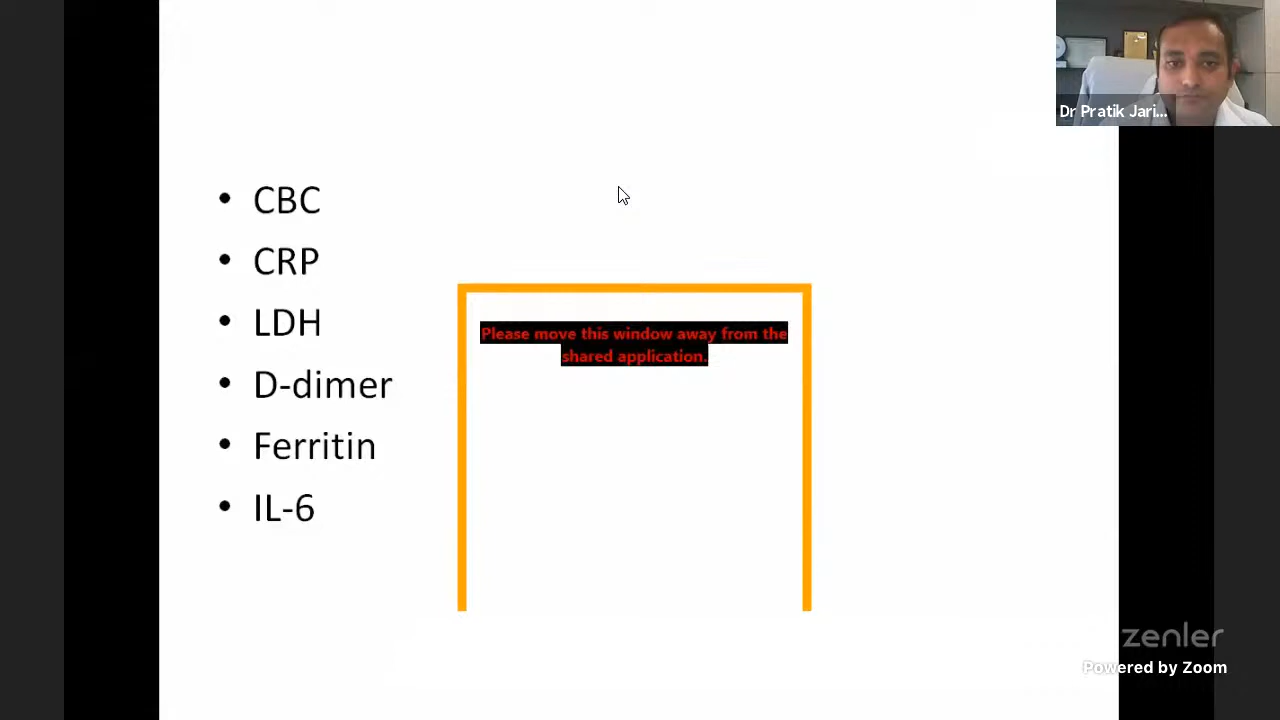 Dr Pratik Jari...
• CBC
• CRP
• LDH
• D-dimer
• Ferritin
• IL-6
Please move this window away from the
shared application.
zenler
Powered by Zoom